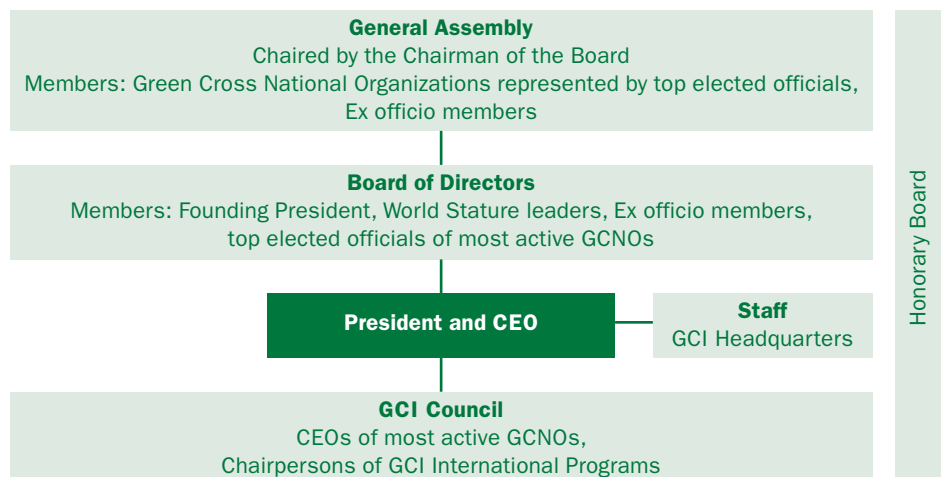 General Assembly
Chaired by the Chairman of the Board
Members: Green Cross National Organizations represented by top elected officials,
Ex officio members
Board of Directors
Members: Founding President, World Stature leaders, Ex officio members,
top elected officials of most active GCNOs
President and CEO
Staff
GCI Headquarters
GCI Council
CEOs of most active GCNOs,
Chairpersons of GCI International Programs
Honorary Board